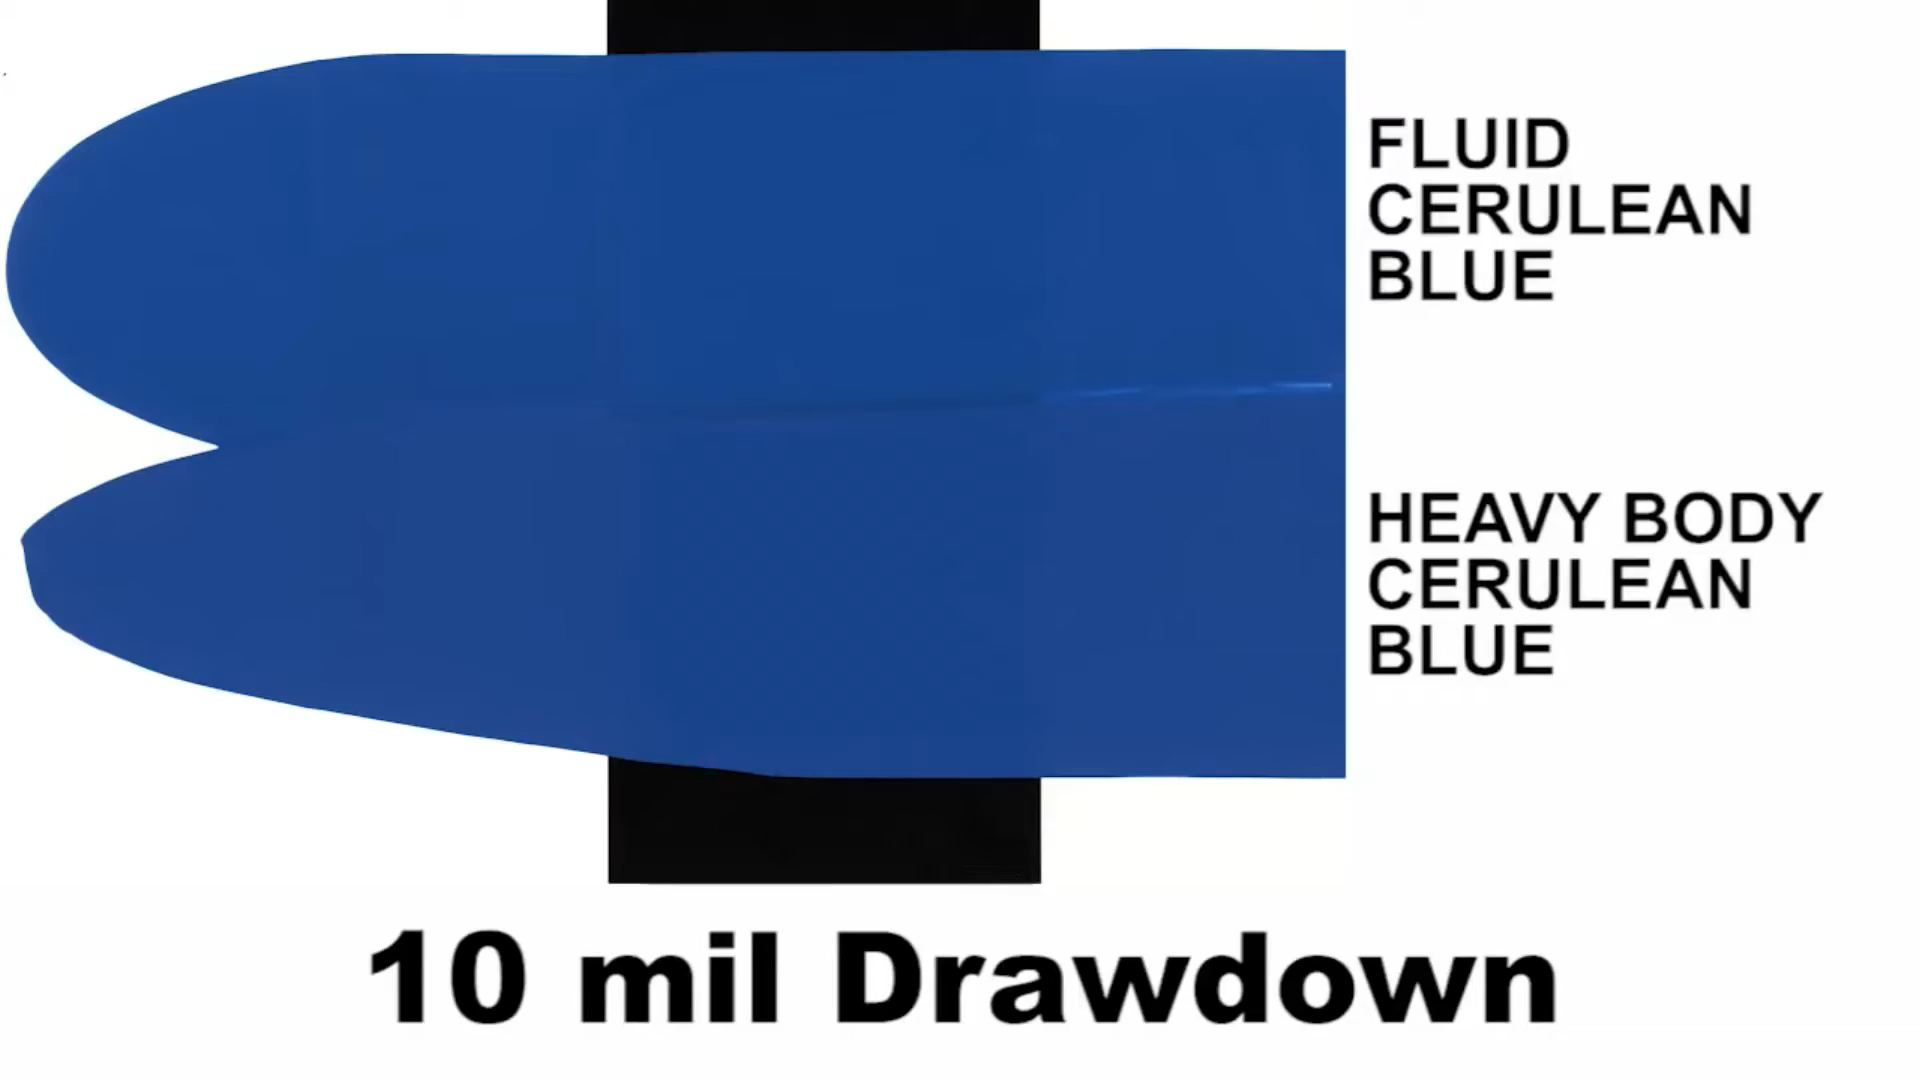 FLUID
CERULEAN
BLUE
HEAVY BODY
CERULEAN
BLUE
10 mil Drawdown